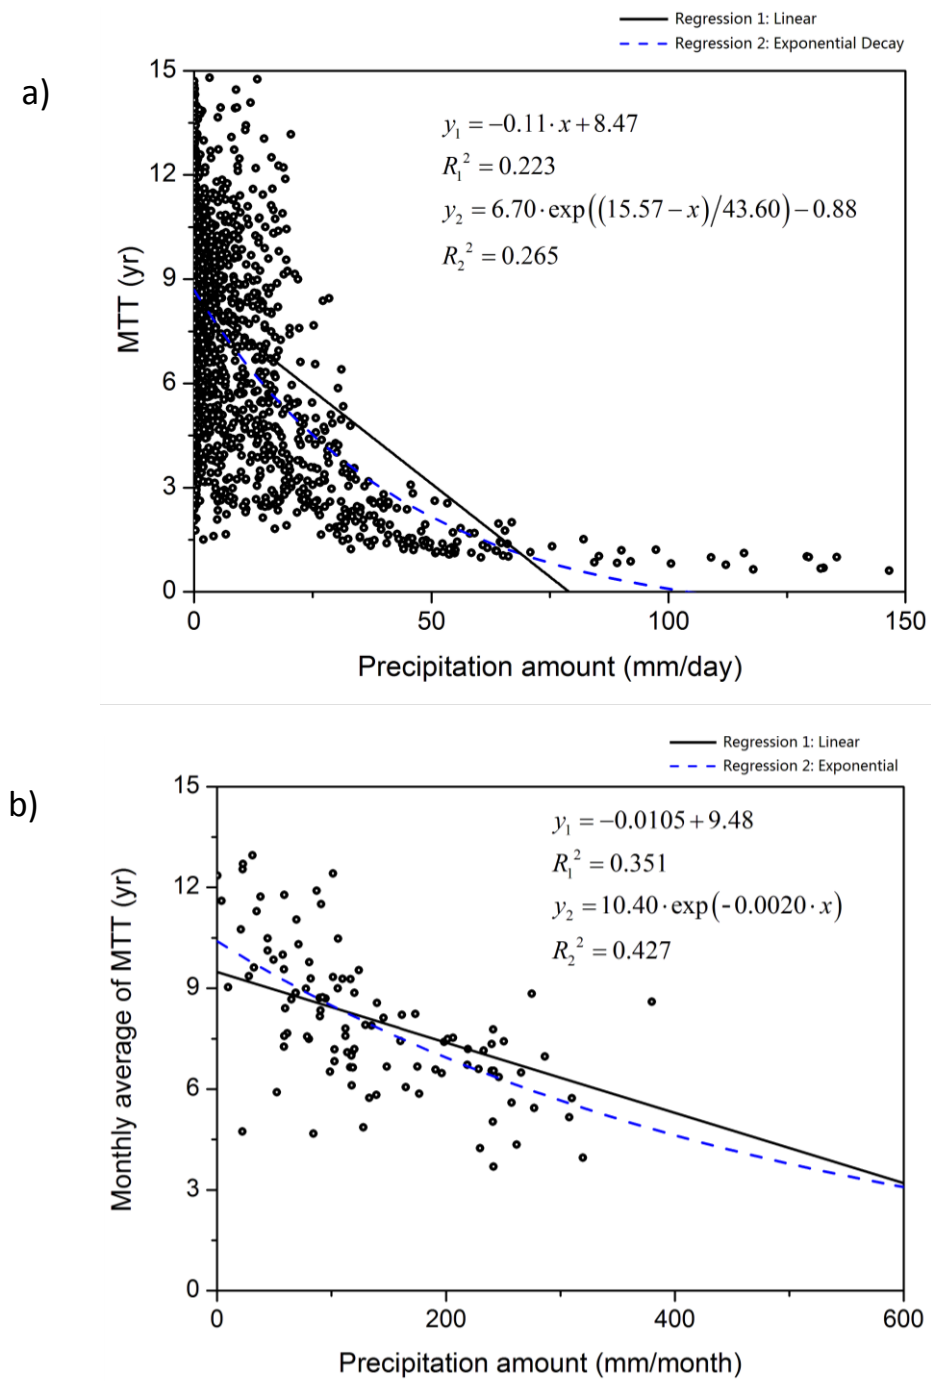 Regression 1: Linear
Regression 2: Exponential Decay
a)
15
12
9
6
3
0
MTT (yr)
y₁ = −0.11· x + 8.47
R₁² = 0.223
y₂ = 6.70·exp((15.57 − x)/43.60) − 0.88
R₂² = 0.265
0 50 100 150
Precipitation amount (mm/day)
Regression 1: Linear
Regression 2: Exponential
b)
15
12
9
6
3
0
Monthly average of MTT (yr)
y₁ = −0.0105 + 9.48
R₁² = 0.351
y₂ = 10.40·exp(-0.0020· x)
R₂² = 0.427
0 200 400 600
Precipitation amount (mm/month)